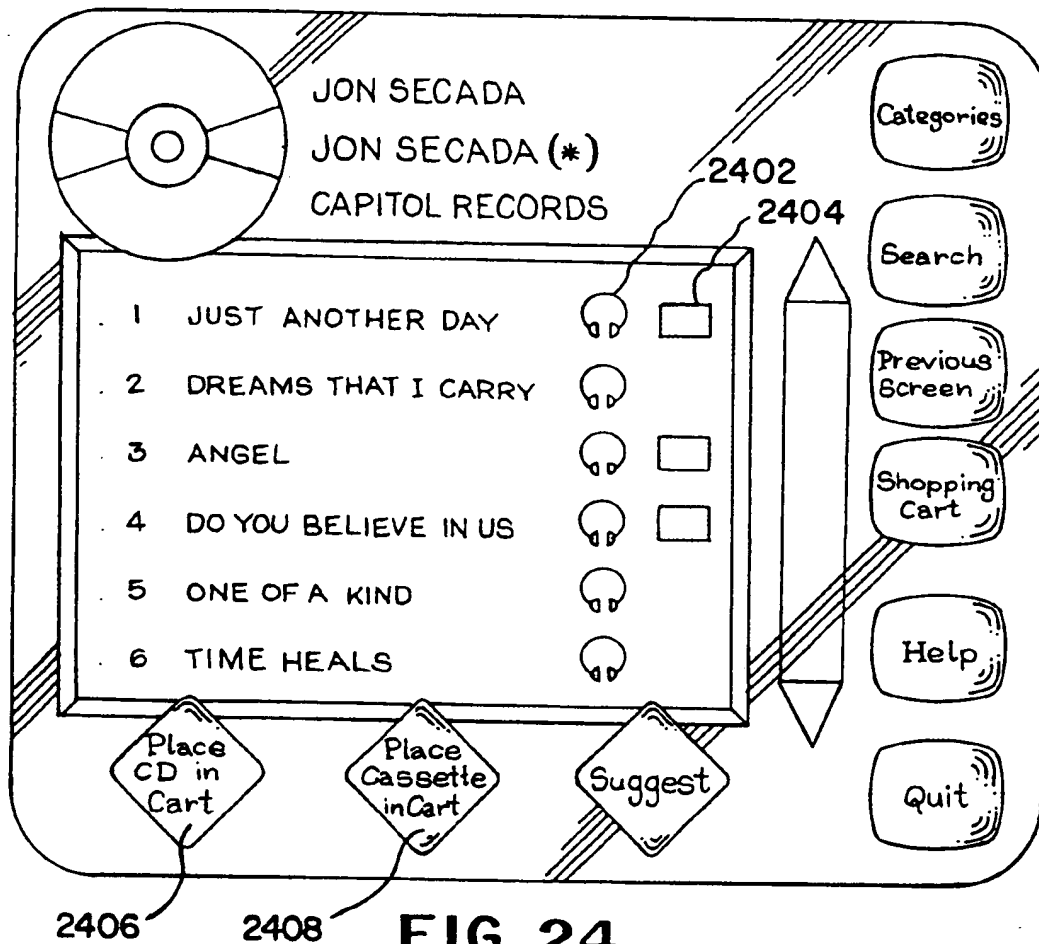 JON SECADA
JON SECADA (*)
CAPITOL RECORDS
2402
2404
1 JUST ANOTHER DAY
2 DREAMS THAT I CARRY
3 ANGEL
4 DO YOU BELIEVE IN US
5 ONE OF A KIND
6 TIME HEALS
Categories
Search
Previous
Screen
Shopping
Cart
Help
Quit
Place
CD in
Cart
Place
Cassette
in Cart
Suggest
2406
2408
FIG. 24